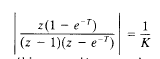 | z(1 − e^{−T}) / (z − 1)(z − e^{−T}) | = 1/K